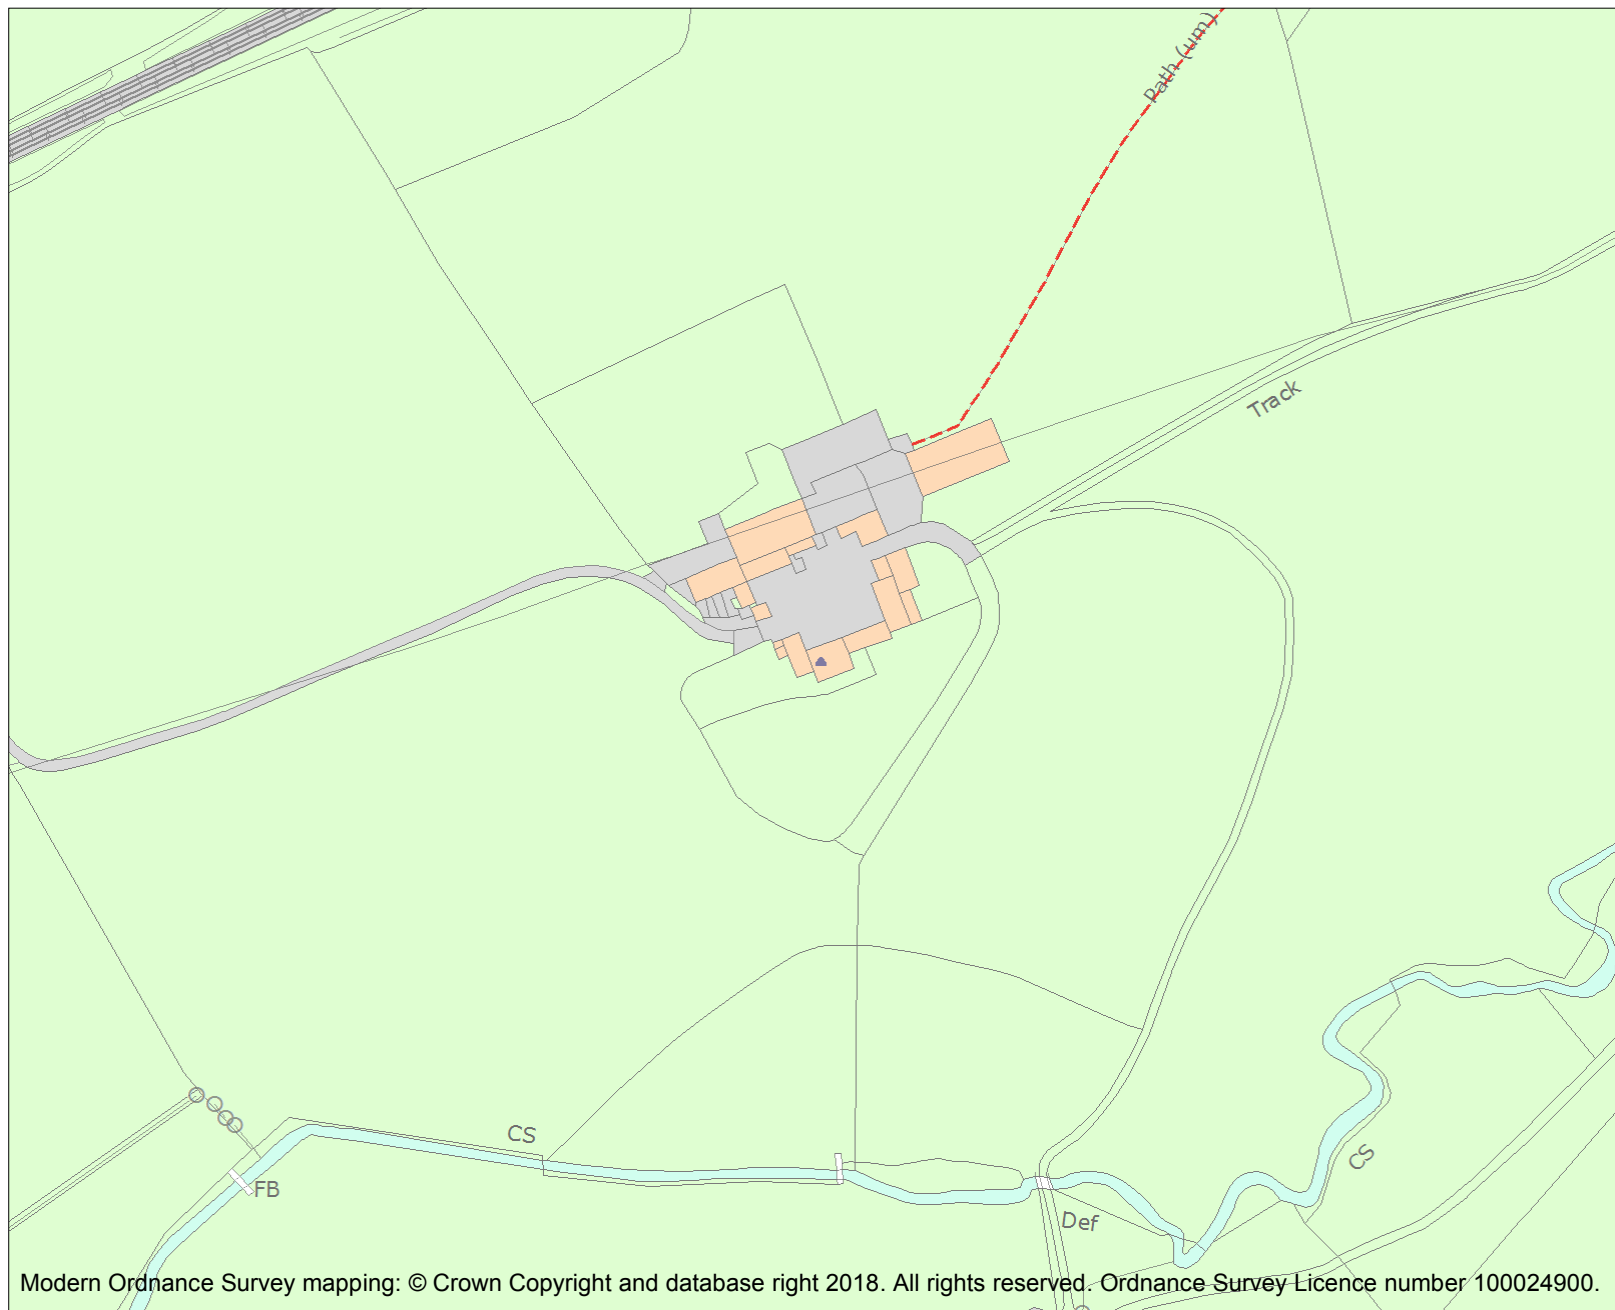 Path (um)
Track
CS
CS
FB
Def
Modern Ordnance Survey mapping: © Crown Copyright and database right 2018. All rights reserved. Ordnance Survey Licence number 100024900.